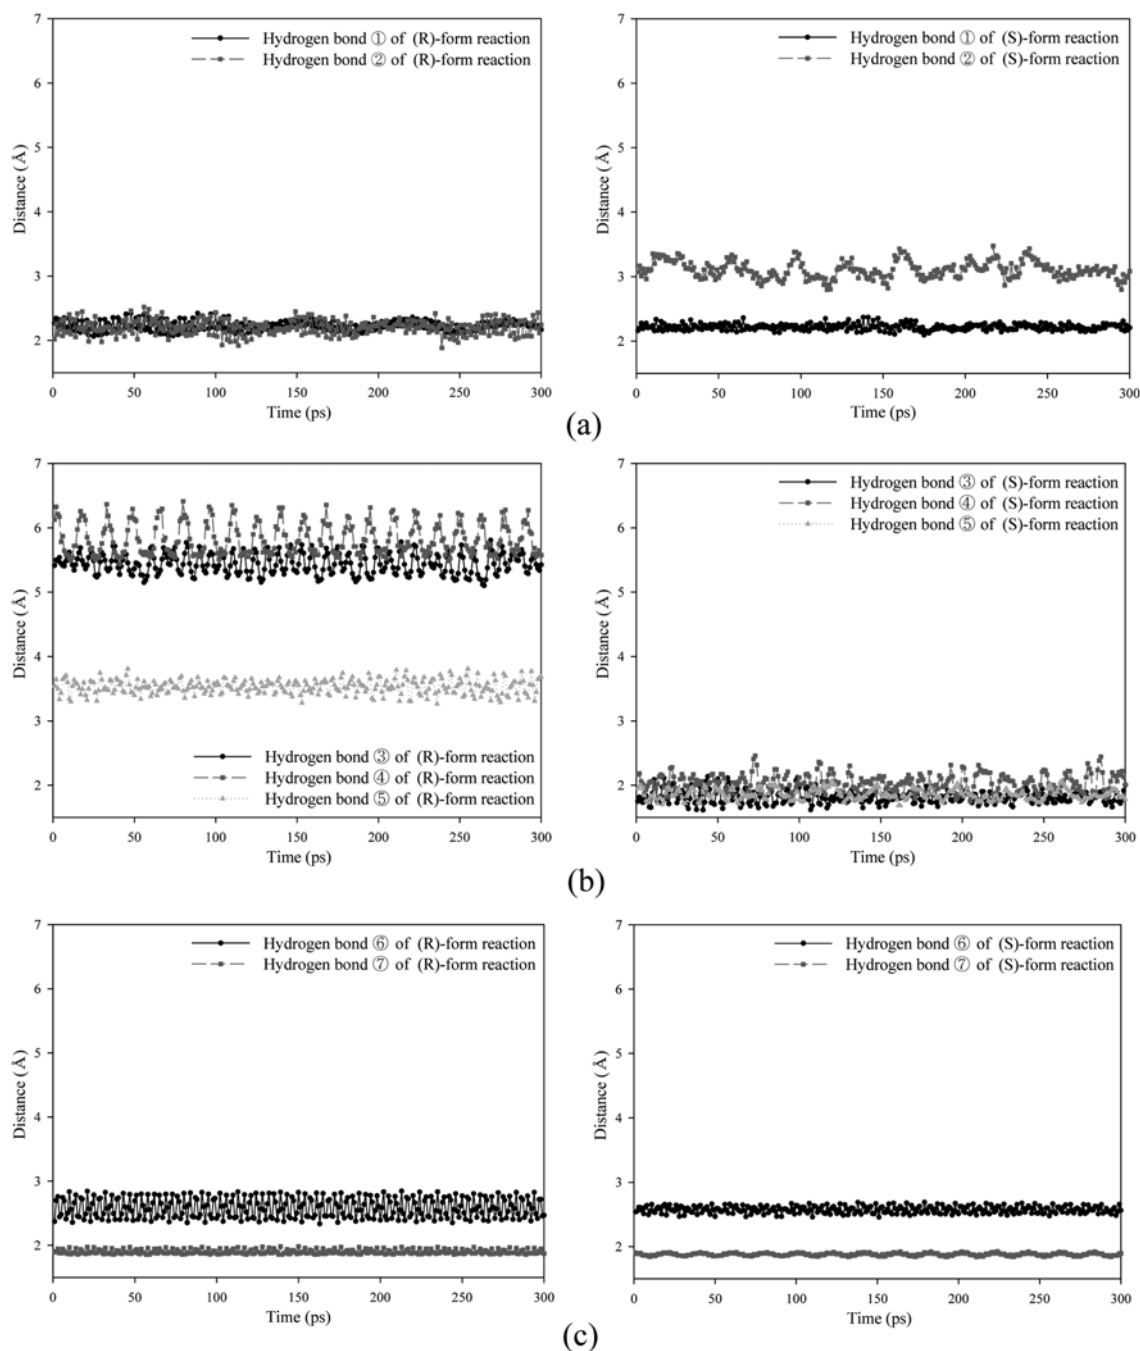 7
6
5
4
3
2
Distance (Å)
0 50 100 150 200 250 300
Time (ps)
Hydrogen bond ① of (R)-form reaction
Hydrogen bond ② of (R)-form reaction
7
6
5
4
3
2
Distance (Å)
0 50 100 150 200 250 300
Time (ps)
Hydrogen bond ① of (S)-form reaction
Hydrogen bond ② of (S)-form reaction
(a)
7
6
5
4
3
2
Distance (Å)
0 50 100 150 200 250 300
Time (ps)
Hydrogen bond ③ of (R)-form reaction
Hydrogen bond ④ of (R)-form reaction
Hydrogen bond ⑤ of (R)-form reaction
7
6
5
4
3
2
Distance (Å)
0 50 100 150 200 250 300
Time (ps)
Hydrogen bond ③ of (S)-form reaction
Hydrogen bond ④ of (S)-form reaction
Hydrogen bond ⑤ of (S)-form reaction
(b)
7
6
5
4
3
2
Distance (Å)
0 50 100 150 200 250 300
Time (ps)
Hydrogen bond ⑥ of (R)-form reaction
Hydrogen bond ⑦ of (R)-form reaction
7
6
5
4
3
2
Distance (Å)
0 50 100 150 200 250 300
Time (ps)
Hydrogen bond ⑥ of (S)-form reaction
Hydrogen bond ⑦ of (S)-form reaction
(c)